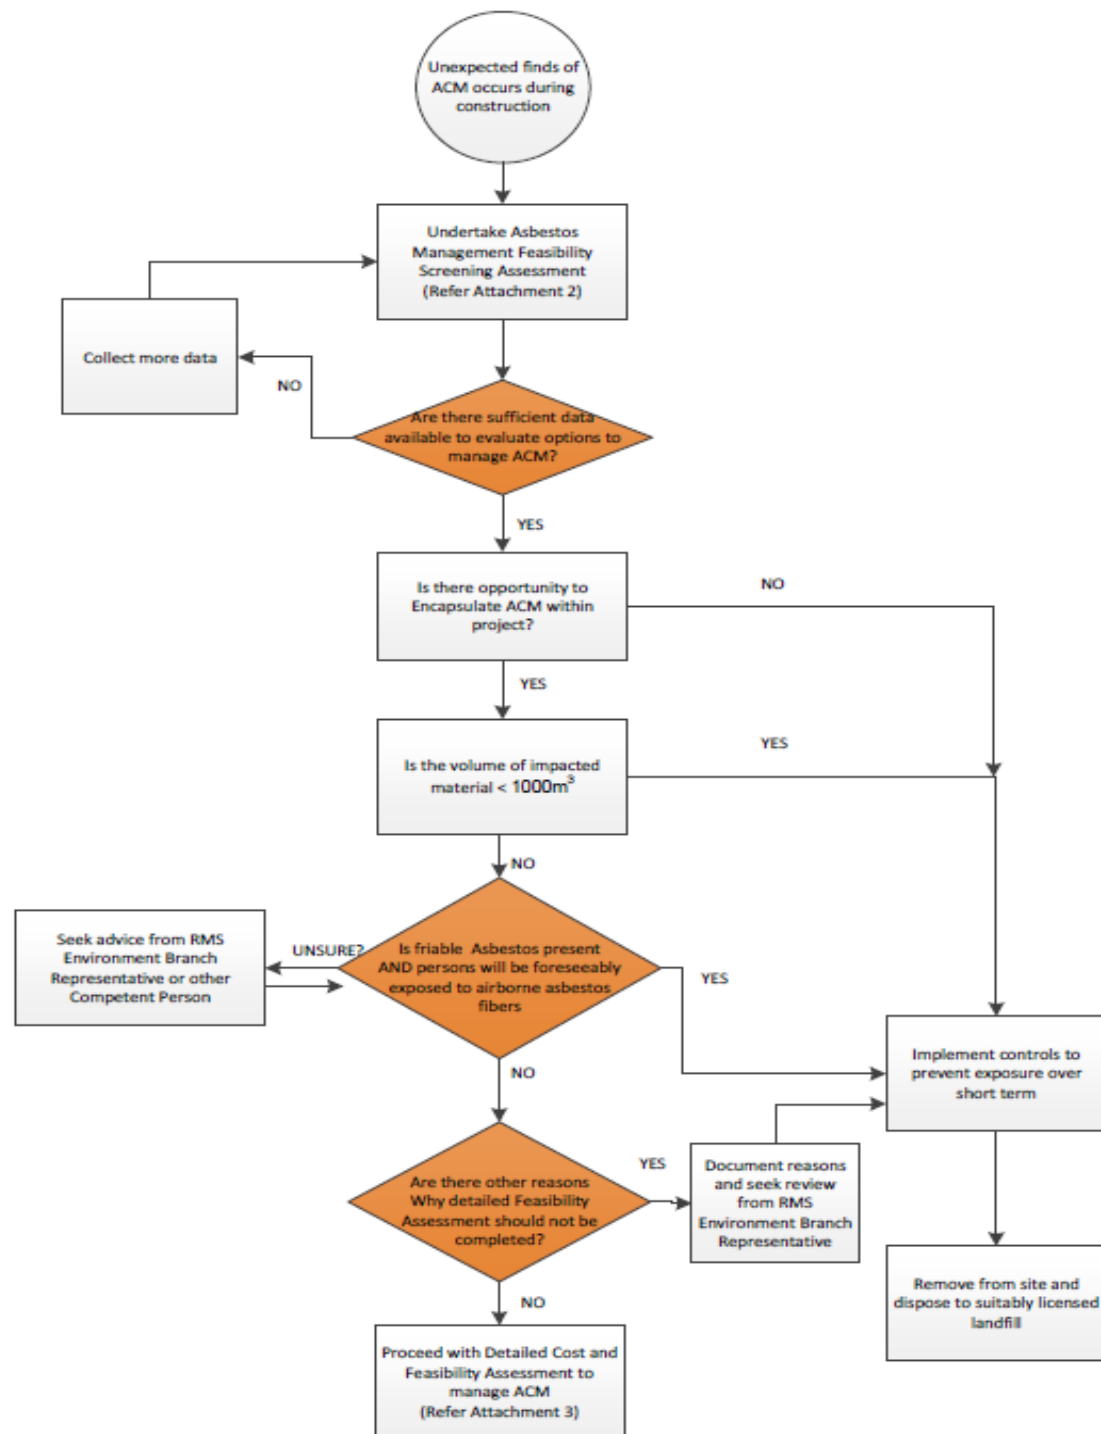 Unexpected finds of
ACM occurs during
construction
Undertake Asbestos
Management Feasibility
Screening Assessment
(Refer Attachment 2)
Collect more data
NO
Are there sufficient data
available to evaluate options to
manage ACM?
YES
Is there opportunity to
Encapsulate ACM within
project?
NO
YES
Is the volume of impacted
material < 1000m³
YES
NO
Seek advice from RMS
Environment Branch
Representative or other
Competent Person
UNSURE?
Is friable Asbestos present
AND persons will be foreseeably
exposed to airborne asbestos
fibers
YES
Implement controls to
prevent exposure over
short term
NO
Are there other reasons
Why detailed Feasibility
Assessment should not be
completed?
YES
Document reasons
and seek review
from RMS
Environment Branch
Representative
Remove from site and
dispose to suitably licensed
landfill
NO
Proceed with Detailed Cost and
Feasibility Assessment to
manage ACM
(Refer Attachment 3)